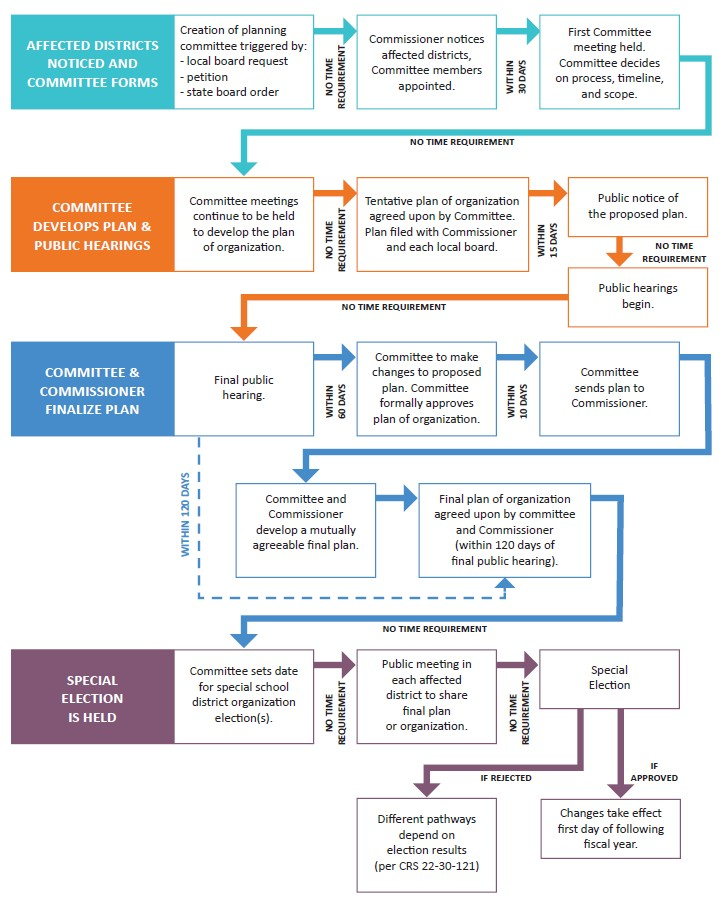 AFFECTED DISTRICTS
NOTICED AND
COMMITTEE FORMS
Creation of planning
committee triggered by:
- local board request
- petition
- state board order
NO TIME
REQUIREMENT
Commissioner notices
affected districts,
Committee members
appointed.
WITHIN
30 DAYS
First Committee
meeting held.
Committee decides
on process, timeline,
and scope.
NO TIME REQUIREMENT
COMMITTEE
DEVELOPS PLAN &
PUBLIC HEARINGS
Committee meetings
continue to be held
to develop the plan
of organization.
NO TIME
REQUIREMENT
Tentative plan of organization
agreed upon by Committee.
Plan filed with Commissioner
and each local board.
WITHIN
15 DAYS
Public notice of
the proposed plan.
NO TIME
REQUIREMENT
Public hearings
begin.
NO TIME REQUIREMENT
COMMITTEE &
COMMISSIONER
FINALIZE PLAN
Final public
hearing.
WITHIN
60 DAYS
Committee to make
changes to proposed
plan. Committee
formally approves
plan of organization.
WITHIN
10 DAYS
Committee
sends plan to
Commissioner.
WITHIN 120 DAYS
Committee and
Commissioner
develop a mutually
agreeable final plan.
Final plan of organization
agreed upon by committee
and Commissioner
(within 120 days of
final public hearing).
NO TIME REQUIREMENT
SPECIAL
ELECTION
IS HELD
Committee sets date
for special school
district organization
election(s).
NO TIME
REQUIREMENT
Public meeting in
each affected
district to share
final plan
or organization.
NO TIME
REQUIREMENT
Special
Election
IF REJECTED
IF
APPROVED
Different pathways
depend on
election results
(per CRS 22-30-121)
Changes take effect
first day of following
fiscal year.